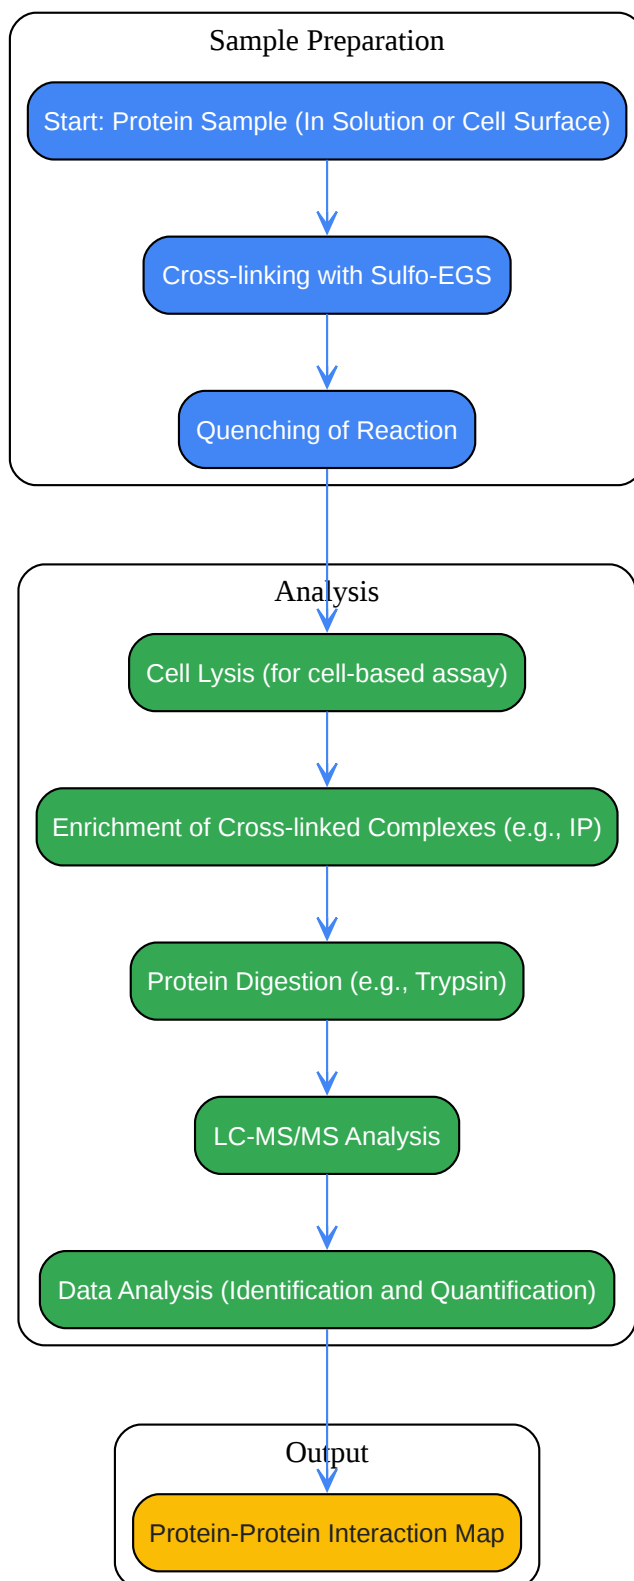 Sample Preparation
Start: Protein Sample (In Solution or Cell Surface)
Cross-linking with Sulfo-EGS
Quenching of Reaction
Analysis
Cell Lysis (for cell-based assay)
Enrichment of Cross-linked Complexes (e.g., IP)
Protein Digestion (e.g., Trypsin)
LC-MS/MS Analysis
Data Analysis (Identification and Quantification)
Output
Protein-Protein Interaction Map